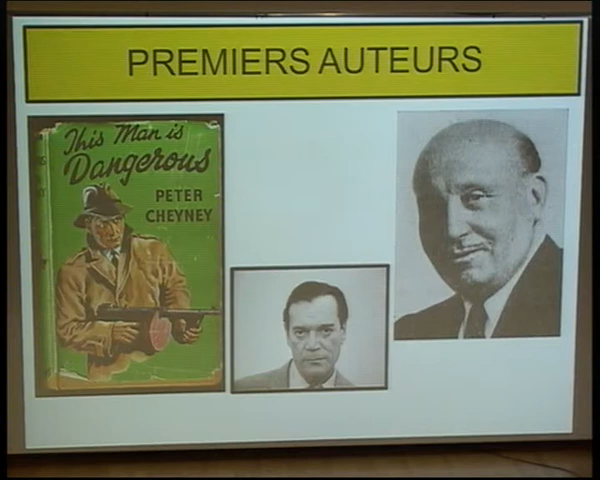 PREMIERS AUTEURS
This Man is
Dangerous
PETER
CHEYNEY